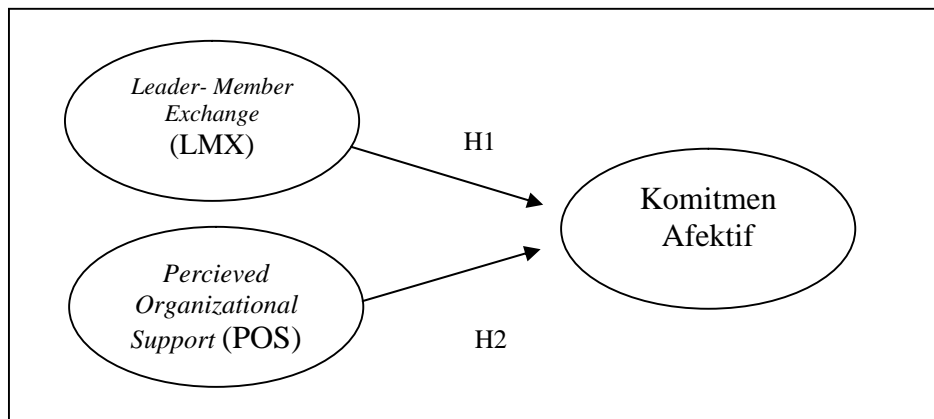 Leader- Member
Exchange
(LMX)
H1
Komitmen
Afektif
Percieved
Organizational
Support (POS)
H2